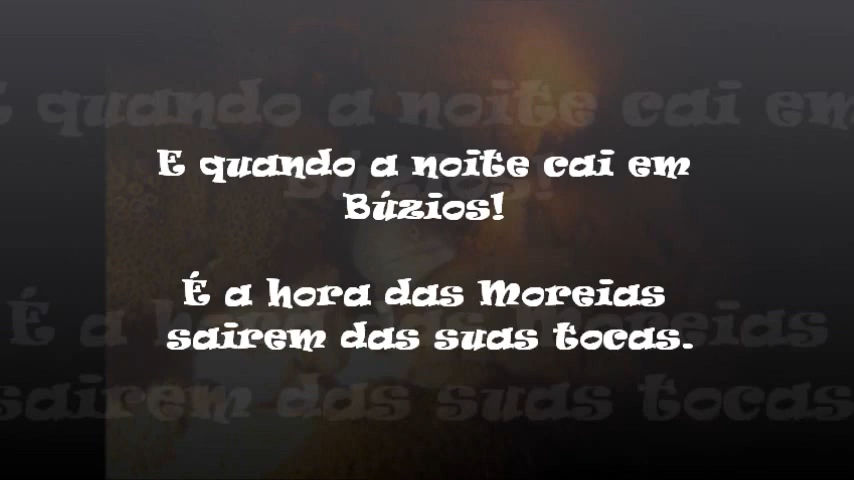 E quando a noite cai em
Búzios!
É a hora das Moreias
sairem das suas tocas.